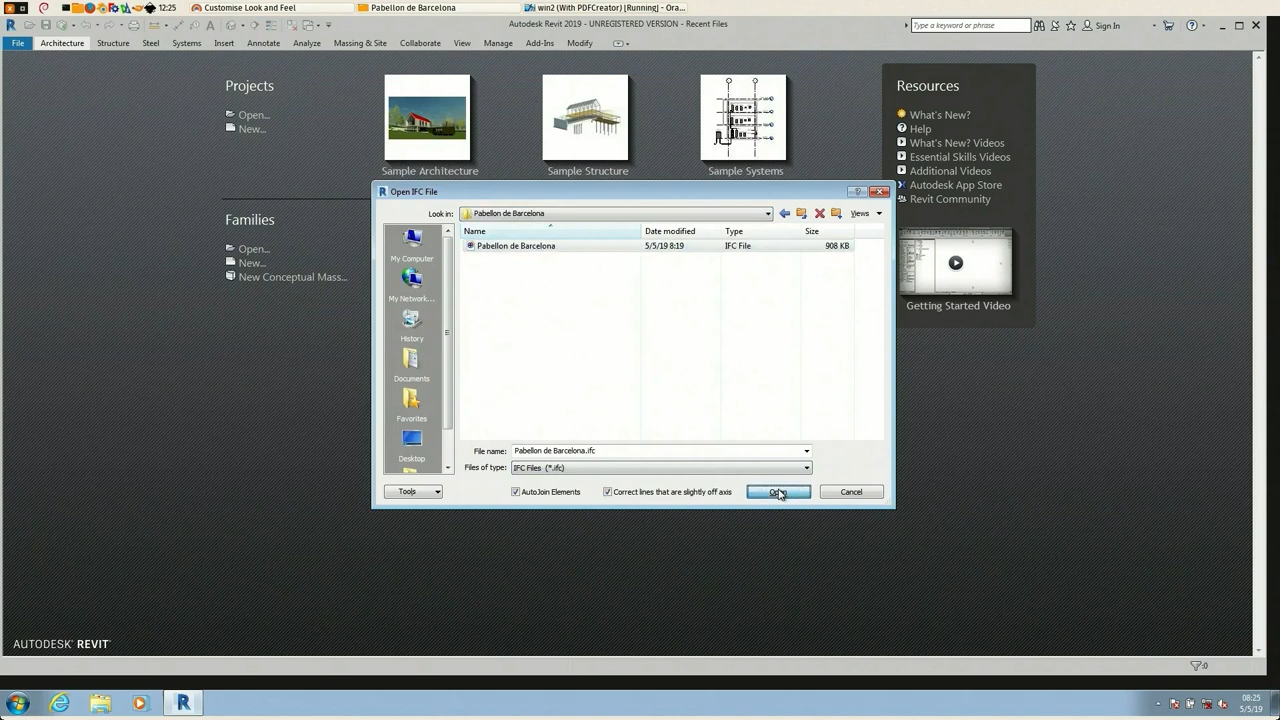 12:25 Customise Look and Feel Pabellon de Barcelona win2 (With PDFCreator) [Running] - Ora...
Autodesk Revit 2019 - UNREGISTERED VERSION - Recent Files
Type a keyword or phrase Sign In
File Architecture Structure Steel Systems Insert Annotate Analyze Massing & Site Collaborate View Manage Add-Ins Modify
Projects
Open...
New...
Families
Open...
New...
New Conceptual Mass...
Sample Architecture
Sample Structure
Sample Systems
Resources
What's New?
Help
What's New? Videos
Essential Skills Videos
Additional Videos
Autodesk App Store
Revit Community
Getting Started Video
Open IFC File
Look in: Pabellon de Barcelona Views
Name Date modified Type Size
Pabellon de Barcelona 5/5/19 8:19 IFC File 908 KB
My Computer
My Network...
History
Documents
Favorites
Desktop
File name: Pabellon de Barcelona.ifc
Files of type: IFC Files (*.ifc)
Tools AutoJoin Elements Correct lines that are slightly off axis Open Cancel
AUTODESK® REVIT®
:0
08:25
5/5/19